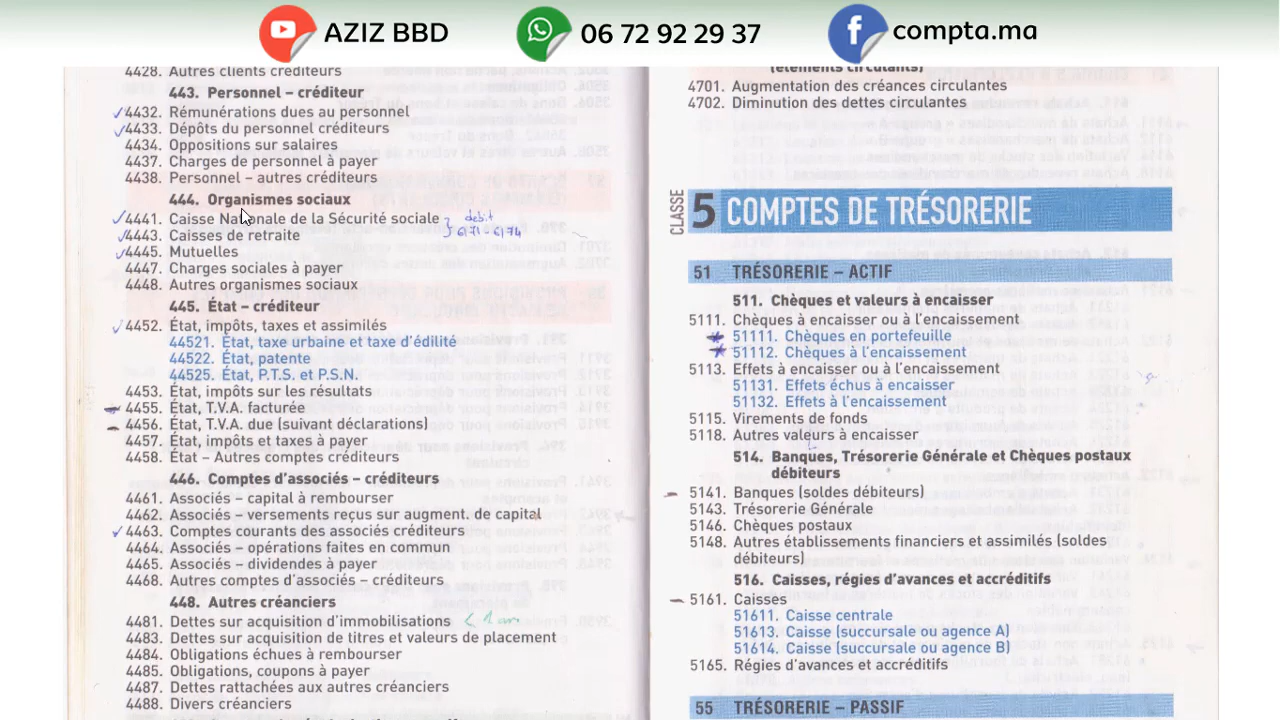 AZIZ BBD
06 72 92 29 37
compta.ma
4428. Autres clients créditeurs
443. Personnel – créditeur
4432. Rémunérations dues au personnel
4433. Dépôts du personnel créditeurs
4434. Oppositions sur salaires
4437. Charges de personnel à payer
4438. Personnel – autres créditeurs
444. Organismes sociaux
4441. Caisse Nationale de la Sécurité sociale
debit
4443. Caisses de retraite
6171 - 6174
4445. Mutuelles
4447. Charges sociales à payer
4448. Autres organismes sociaux
445. État – créditeur
4452. État, impôts, taxes et assimilés
44521. État, taxe urbaine et taxe d’édilité
44522. État, patente
44525. État, P.T.S. et P.S.N.
4453. État, impôts sur les résultats
4455. État, T.V.A. facturée
4456. État, T.V.A. due (suivant déclarations)
4457. État, impôts et taxes à payer
4458. État – Autres comptes créditeurs
446. Comptes d’associés – créditeurs
4461. Associés – capital à rembourser
4462. Associés – versements reçus sur augment. de capital
4463. Comptes courants des associés créditeurs
4464. Associés – opérations faites en commun
4465. Associés – dividendes à payer
4468. Autres comptes d’associés – créditeurs
448. Autres créanciers
4481. Dettes sur acquisition d’immobilisations < 1 an
4483. Dettes sur acquisition de titres et valeurs de placement
4484. Obligations échues à rembourser
4485. Obligations, coupons à payer
4487. Dettes rattachées aux autres créanciers
4488. Divers créanciers
(éléments circulants)
4701. Augmentation des créances circulantes
4702. Diminution des dettes circulantes
CLASSE 5 COMPTES DE TRÉSORERIE
51 TRÉSORERIE – ACTIF
511. Chèques et valeurs à encaisser
5111. Chèques à encaisser ou à l’encaissement
51111. Chèques en portefeuille
51112. Chèques à l’encaissement
5113. Effets à encaisser ou à l’encaissement
51131. Effets échus à encaisser
51132. Effets à l’encaissement
5115. Virements de fonds
5118. Autres valeurs à encaisser
514. Banques, Trésorerie Générale et Chèques postaux
débiteurs
5141. Banques (soldes débiteurs)
5143. Trésorerie Générale
5146. Chèques postaux
5148. Autres établissements financiers et assimilés (soldes
débiteurs)
516. Caisses, régies d’avances et accréditifs
5161. Caisses
51611. Caisse centrale
51613. Caisse (succursale ou agence A)
51614. Caisse (succursale ou agence B)
5165. Régies d’avances et accréditifs
55 TRÉSORERIE – PASSIF